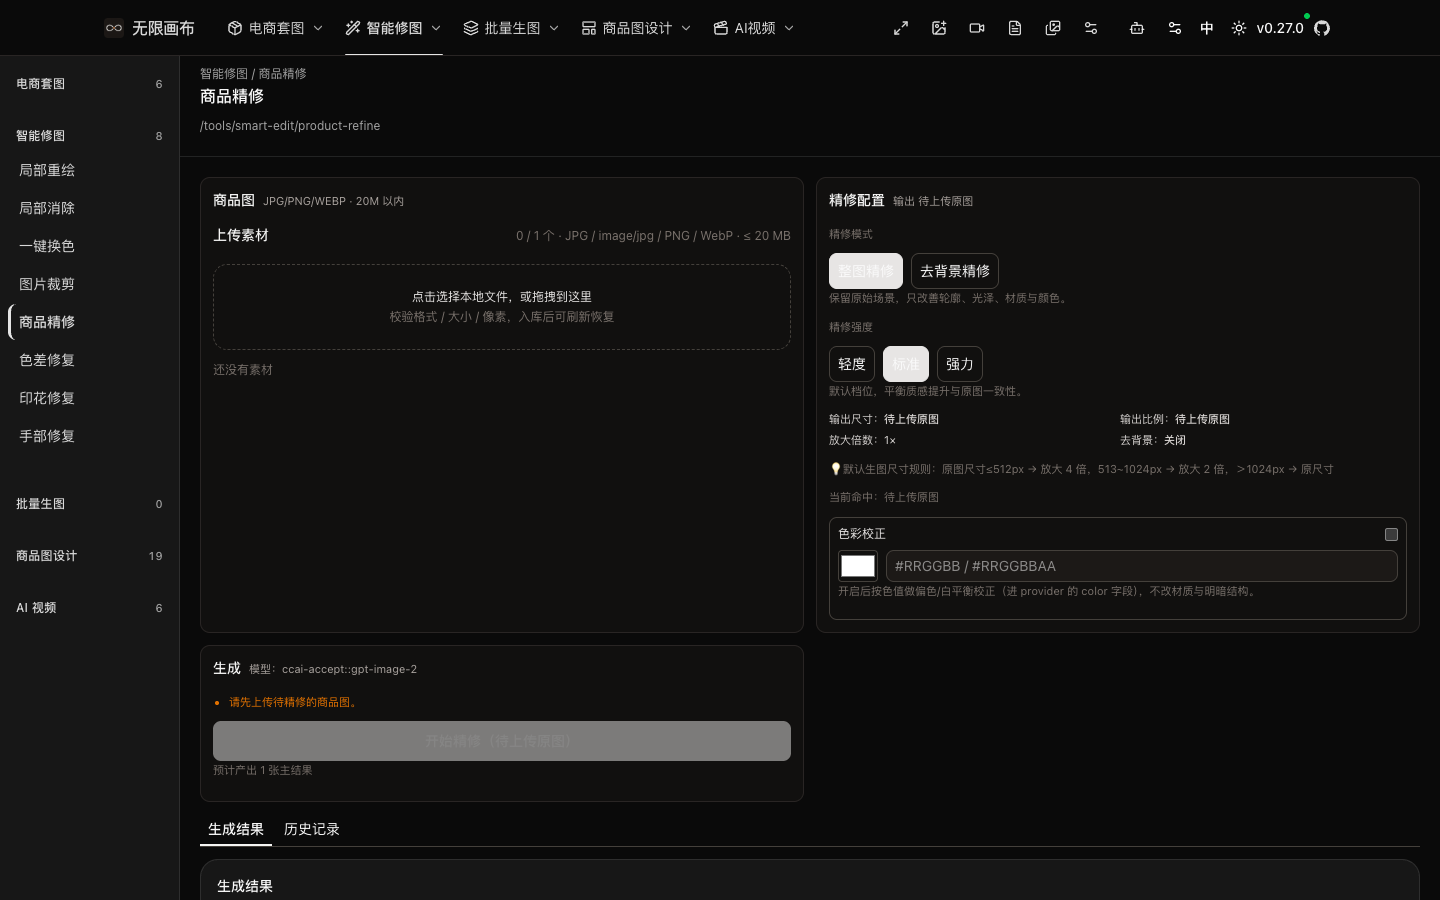 无限画布
电商套图
智能修图
批量生图
商品图设计
AI视频
中
v0.27.0
电商套图 6
智能修图 8
局部重绘
局部消除
一键换色
图片裁剪
商品精修
色差修复
印花修复
手部修复
批量生图 0
商品图设计 19
AI 视频 6
智能修图 / 商品精修
商品精修
/tools/smart-edit/product-refine
商品图 JPG/PNG/WEBP · 20M 以内
上传素材 0 / 1 个 · JPG / image/jpg / PNG / WebP · ≤ 20 MB
点击选择本地文件，或拖拽到这里
校验格式 / 大小 / 像素，入库后可刷新恢复
还没有素材
精修配置 输出 待上传原图
精修模式
整图精修 去背景精修
保留原始场景，只改善轮廓、光泽、材质与颜色。
精修强度
轻度 标准 强力
默认档位，平衡质感提升与原图一致性。
输出尺寸：待上传原图 输出比例：待上传原图
放大倍数：1× 去背景：关闭
💡默认生图尺寸规则：原图尺寸≤512px → 放大 4 倍，513~1024px → 放大 2 倍，＞1024px → 原尺寸
当前命中：待上传原图
色彩校正
#RRGGBB / #RRGGBBAA
开启后按色值做偏色/白平衡校正（进 provider 的 color 字段），不改材质与明暗结构。
生成 模型：ccai-accept::gpt-image-2
• 请先上传待精修的商品图。
开始精修（待上传原图）
预计产出 1 张主结果
生成结果 历史记录
生成结果